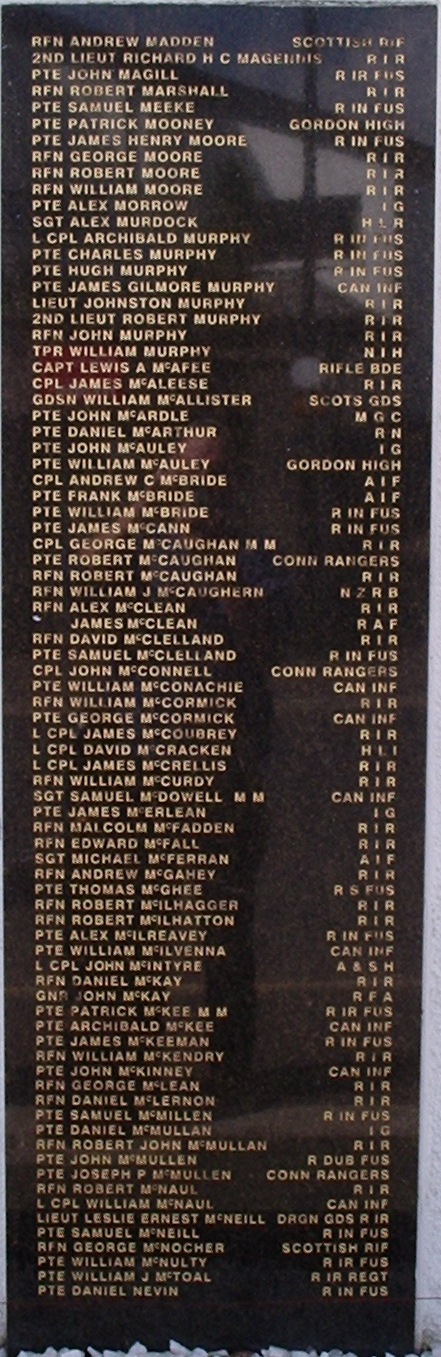 RFN ANDREW MADDEN SCOTTISH RIF
2ND LIEUT RICHARD H C MAGENNIS R I R
PTE JOHN MAGILL R IR FUS
RFN ROBERT MARSHALL R I R
PTE SAMUEL MEEKE R IN FUS
PTE PATRICK MOONEY GORDON HIGH
PTE JAMES HENRY MOORE R IN FUS
RFN GEORGE MOORE R I R
RFN ROBERT MOORE R I R
RFN WILLIAM MOORE R I R
PTE ALEX MORROW I G
SGT ALEX MURDOCK H L R
L CPL ARCHIBALD MURPHY R IN FUS
PTE CHARLES MURPHY R IN FUS
PTE HUGH MURPHY R IN FUS
PTE JAMES GILMORE MURPHY CAN INF
LIEUT JOHNSTON MURPHY R I R
2ND LIEUT ROBERT MURPHY R I R
RFN JOHN MURPHY R I R
TPR WILLIAM MURPHY N I H
CAPT LEWIS A McAFEE RIFLE BDE
CPL JAMES McALEESE R I R
GDSN WILLIAM McALLISTER SCOTS GDS
PTE JOHN McARDLE M G C
PTE DANIEL McARTHUR R N
PTE JOHN McAULEY I G
PTE WILLIAM McAULEY GORDON HIGH
CPL ANDREW C McBRIDE A I F
PTE FRANK McBRIDE A I F
PTE WILLIAM McBRIDE R IN FUS
PTE JAMES McCANN R IN FUS
CPL GEORGE McCAUGHAN M M R I R
PTE ROBERT McCAUGHAN CONN RANGERS
RFN ROBERT McCAUGHAN R I R
RFN WILLIAM J McCAUGHERN N Z R B
RFN ALEX McCLEAN R I R
JAMES McCLEAN R A F
RFN DAVID McCLELLAND R I R
PTE SAMUEL McCLELLAND R IN FUS
CPL JOHN McCONNELL CONN RANGERS
PTE WILLIAM McCONACHIE CAN INF
RFN WILLIAM McCORMICK R I R
PTE GEORGE McCORMICK CAN INF
L CPL JAMES McCOUBREY R I R
L CPL DAVID McCRACKEN H L I
L CPL JAMES McCRELLIS R I R
RFN WILLIAM McCURDY R I R
SGT SAMUEL McDOWELL M M CAN INF
PTE JAMES McERLEAN I G
RFN MALCOLM McFADDEN R I R
RFN EDWARD McFALL R I R
SGT MICHAEL McFERRAN A I F
RFN ANDREW McGAHEY R I R
PTE THOMAS McGHEE R S FUS
RFN ROBERT McILHAGGER R I R
RFN ROBERT McILHATTON R I R
PTE ALEX McILREAVEY R IN FUS
PTE WILLIAM McILVENNA CAN INF
L CPL JOHN McINTYRE A & S H
RFN DANIEL McKAY R I R
GNR JOHN McKAY R F A
PTE PATRICK McKEE M M R IR FUS
PTE ARCHIBALD McKEE CAN INF
PTE JAMES McKEEMAN R IN FUS
RFN WILLIAM McKENDRY R I R
PTE JOHN McKINNEY CAN INF
RFN GEORGE McLEAN R I R
RFN DANIEL McLERNON R I R
PTE SAMUEL McMILLEN R IN FUS
PTE DANIEL McMULLAN I G
RFN ROBERT JOHN McMULLAN R I R
PTE JOHN McMULLEN R DUB FUS
PTE JOSEPH P McMULLEN CONN RANGERS
RFN ROBERT McNAUL R I R
L CPL WILLIAM McNAUL CAN INF
LIEUT LESLIE ERNEST McNEILL DRGN GDS R IR
PTE SAMUEL McNEILL R IN FUS
RFN GEORGE McNOCHER SCOTTISH RIF
PTE WILLIAM McNULTY R IR FUS
PTE WILLIAM J McTOAL R IR REGT
PTE DANIEL NEVIN R IN FUS